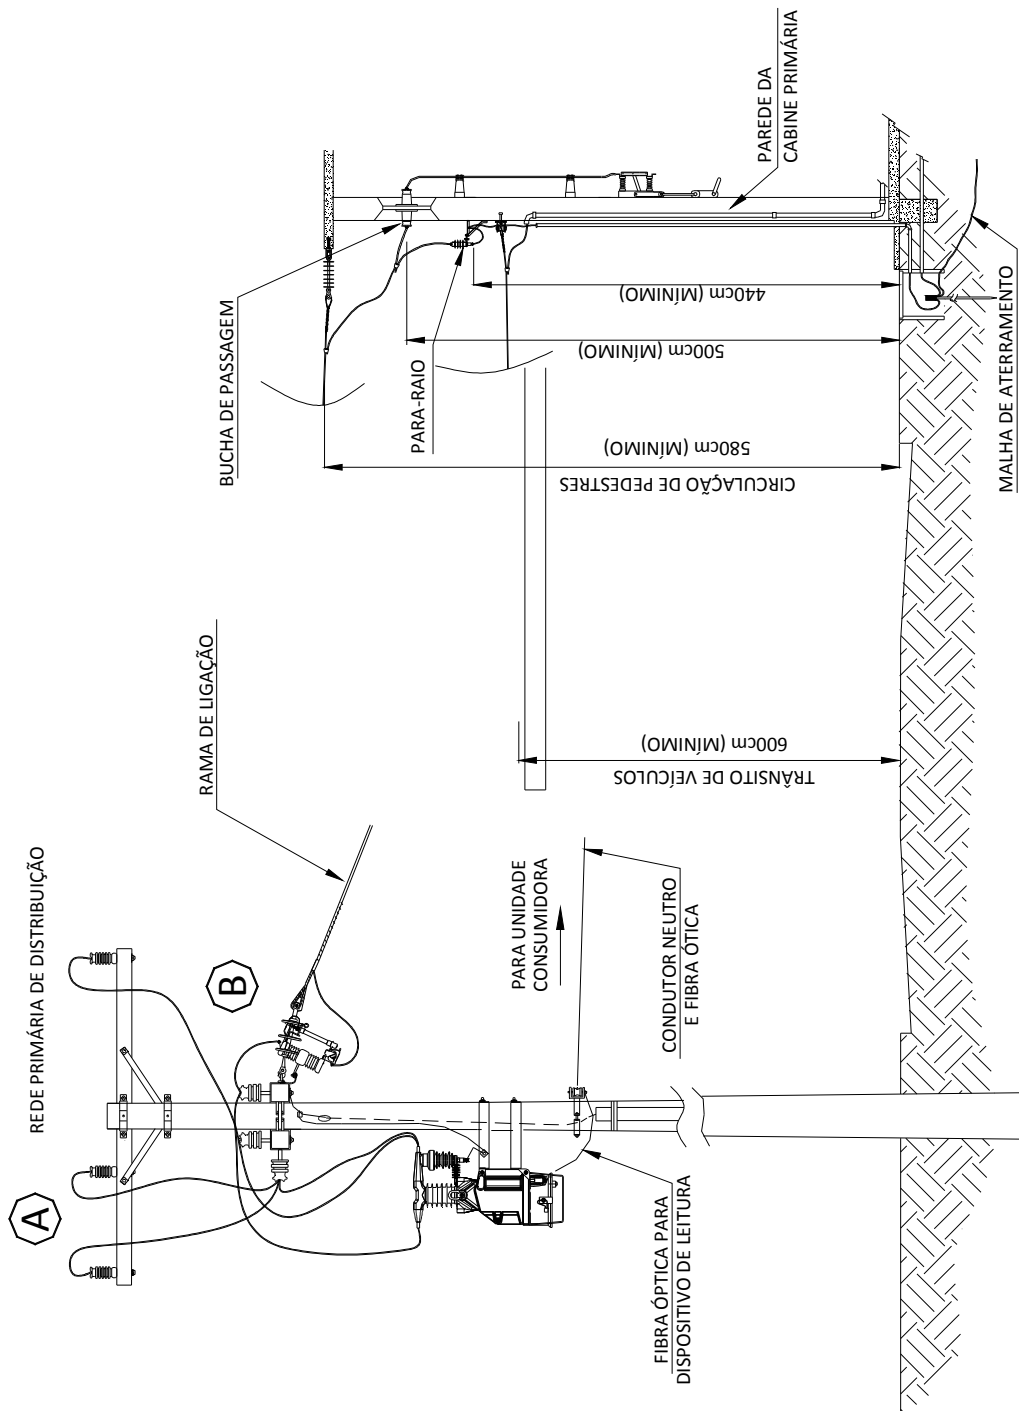 A
REDE PRIMÁRIA DE DISTRIBUIÇÃO
B
RAMA DE LIGAÇÃO
BUCHA DE PASSAGEM
PARA-RAIO
PAREDE DA
CABINE PRIMÁRIA
440cm (MÍNIMO)
500cm (MÍNIMO)
580cm (MÍNIMO)
CIRCULAÇÃO DE PEDESTRES
600cm (MÍNIMO)
TRÂNSITO DE VEÍCULOS
PARA UNIDADE
CONSUMIDORA
CONDUTOR NEUTRO
E FIBRA ÓTICA
FIBRA ÓPTICA PARA
DISPOSITIVO DE LEITURA
MALHA DE ATERRAMENTO